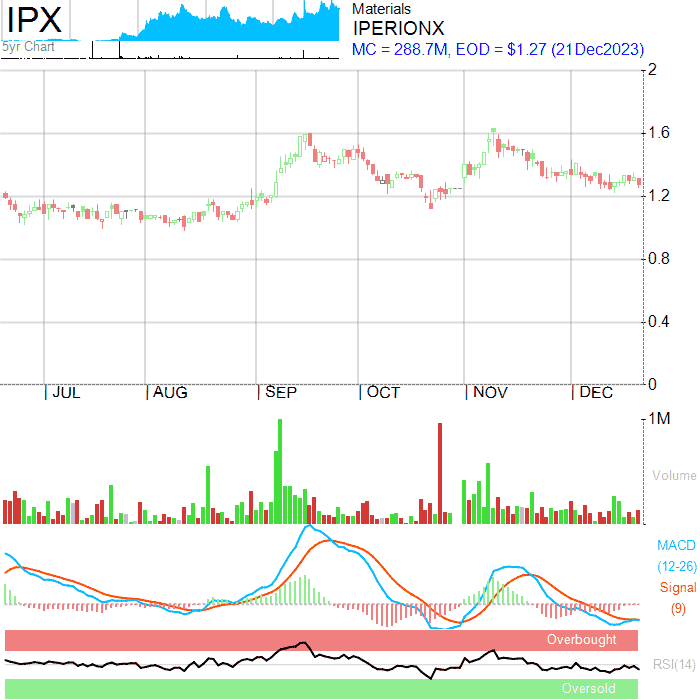 IPX
5yr Chart
Materials
IPERIONX
MC = 288.7M, EOD = $1.27 (21Dec2023)
2
1.6
1.2
0.8
0.4
0
JUL
AUG
SEP
OCT
NOV
DEC
1M
Volume
MACD
(12-26)
Signal
(9)
Overbought
RSI(14)
Oversold